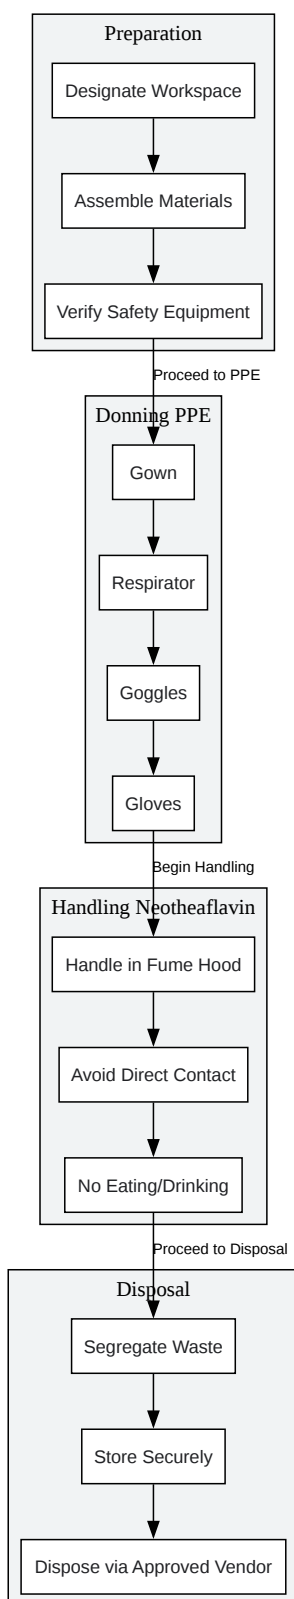 Preparation
Designate Workspace
Assemble Materials
Verify Safety Equipment
Proceed to PPE
Donning PPE
Gown
Respirator
Goggles
Gloves
Begin Handling
Handling Neotheaflavin
Handle in Fume Hood
Avoid Direct Contact
No Eating/Drinking
Proceed to Disposal
Disposal
Segregate Waste
Store Securely
Dispose via Approved Vendor